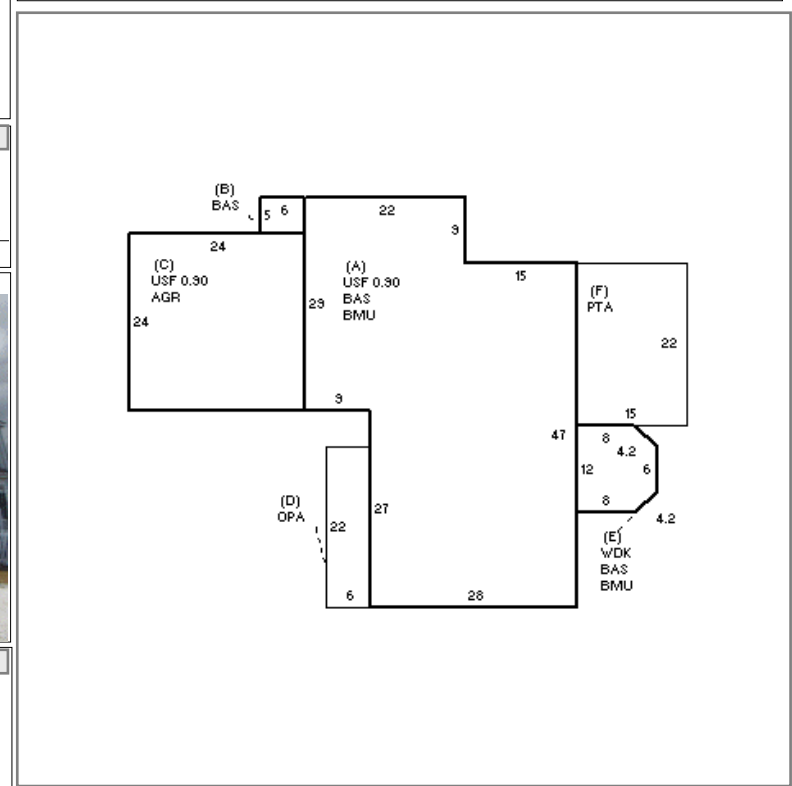 (B)
BAS
5
6
22
9
24
(C)
USF 0.90
AGR
(A)
USF 0.90
BAS
BMU
15
(F)
PTA
24
29
22
9
15
47
8
4.2
12
6
8
4.2
(D)
OPA
22
27
(E)
WDK
BAS
BMU
6
28